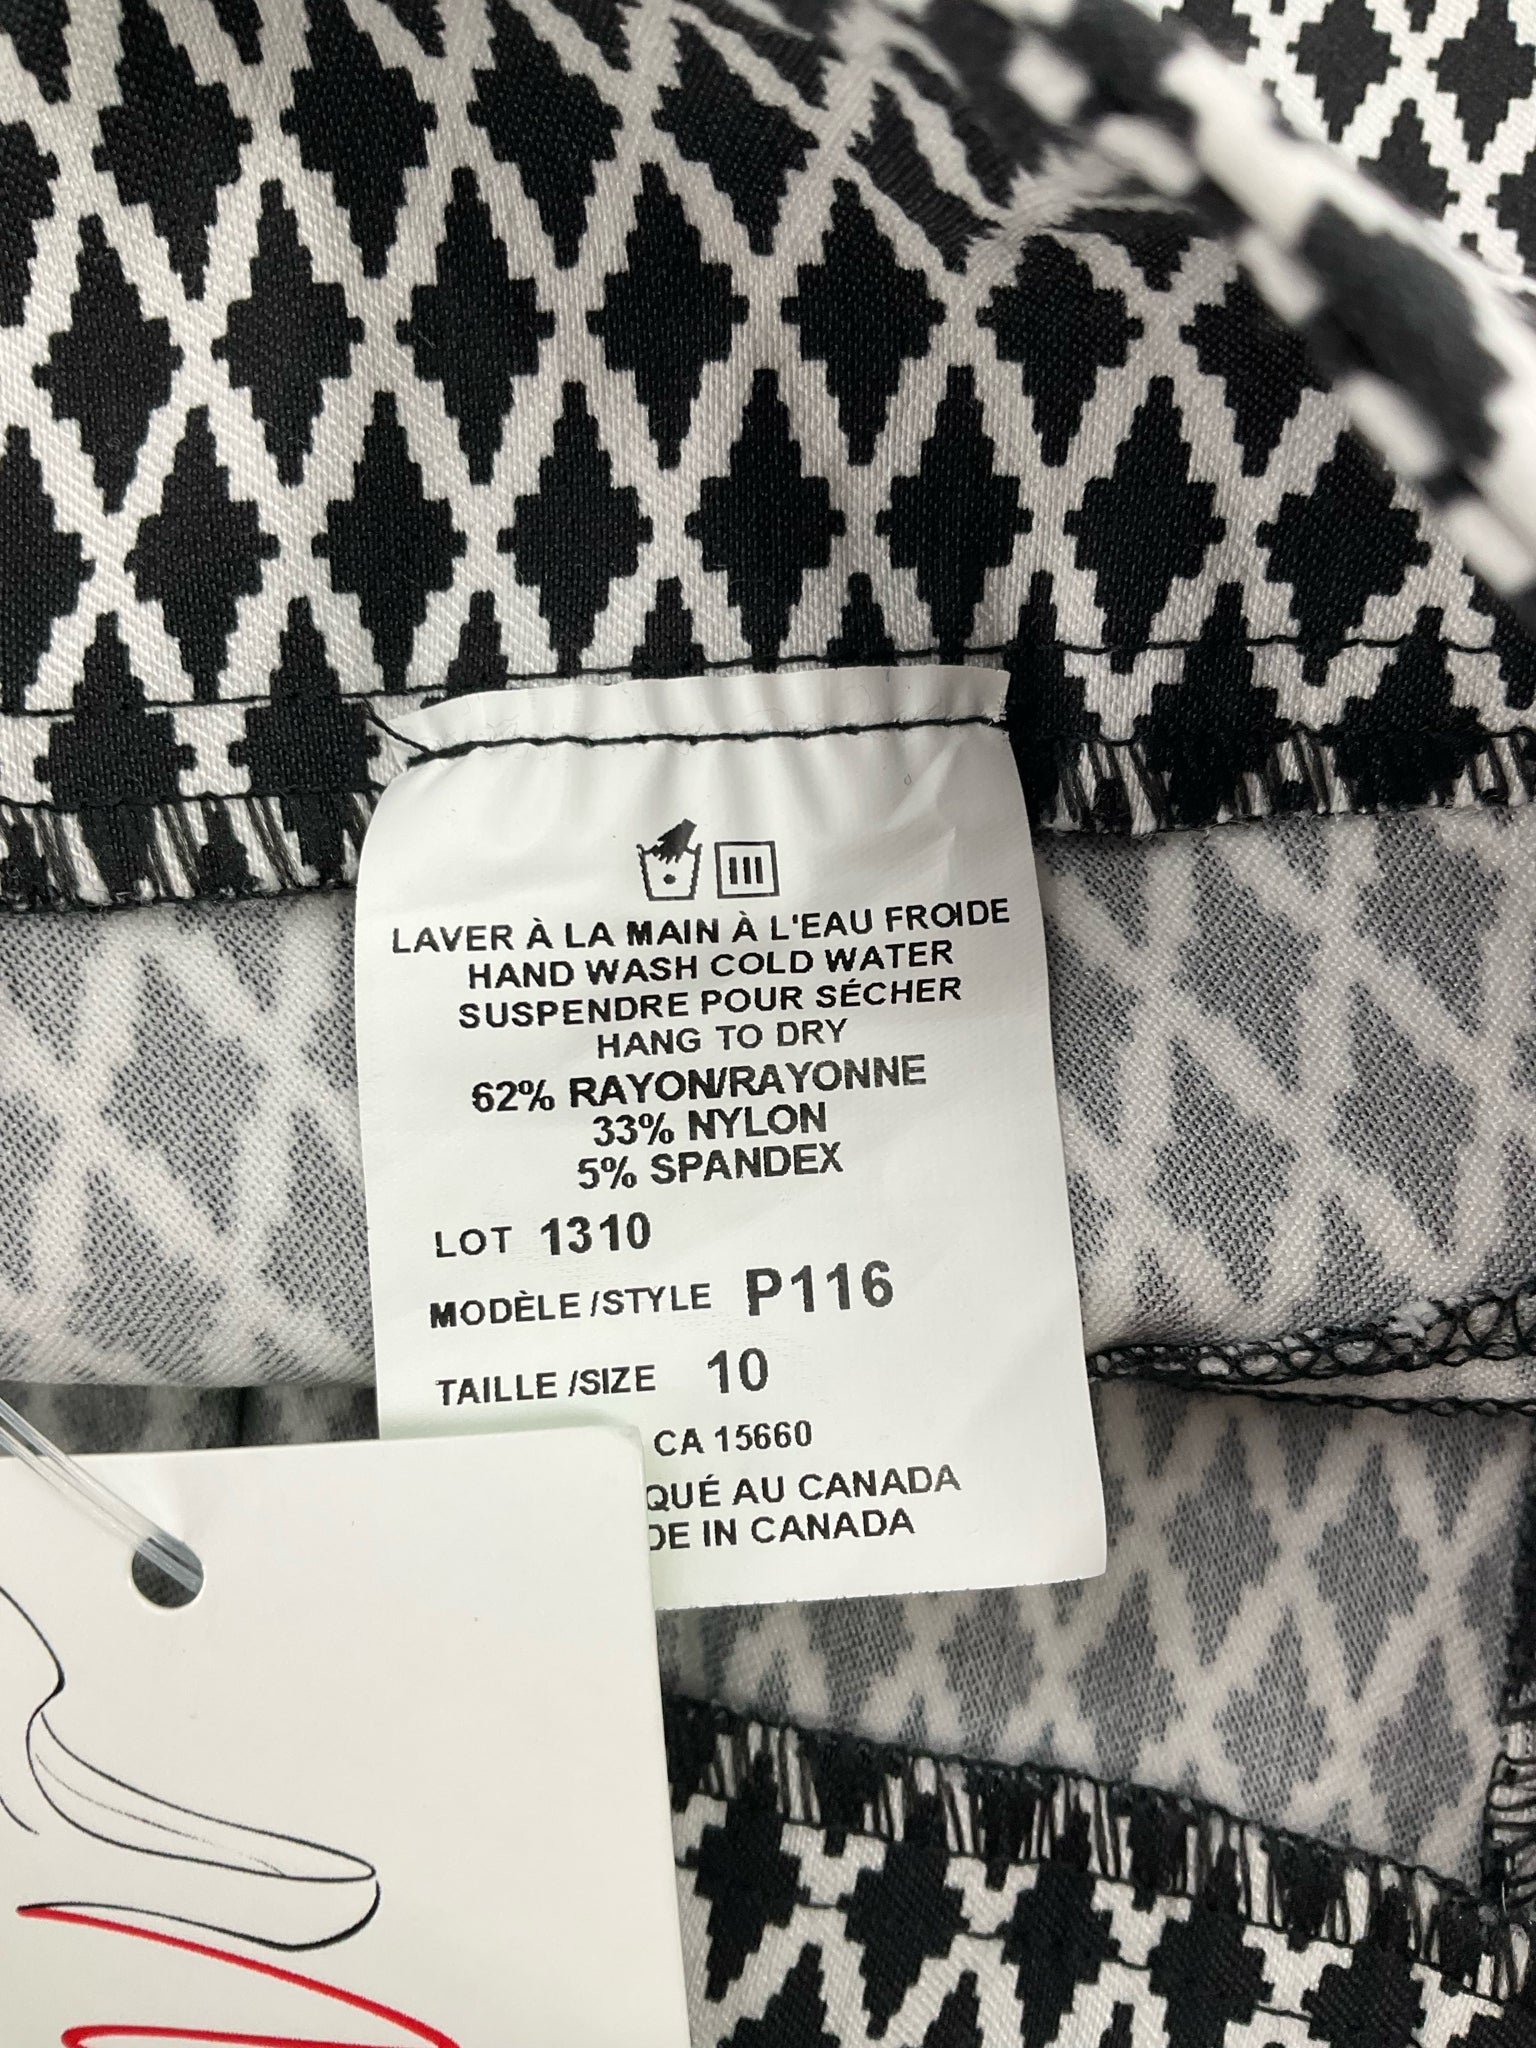 LAVER À LA MAIN À L'EAU FROIDE
HAND WASH COLD WATER
SUSPENDRE POUR SÉCHER
HANG TO DRY
62% RAYON/RAYONNE
33% NYLON
5% SPANDEX
LOT 1310
MODÈLE /STYLE P116
TAILLE /SIZE 10
CA 15660
QUÉ AU CANADA
DE IN CANADA